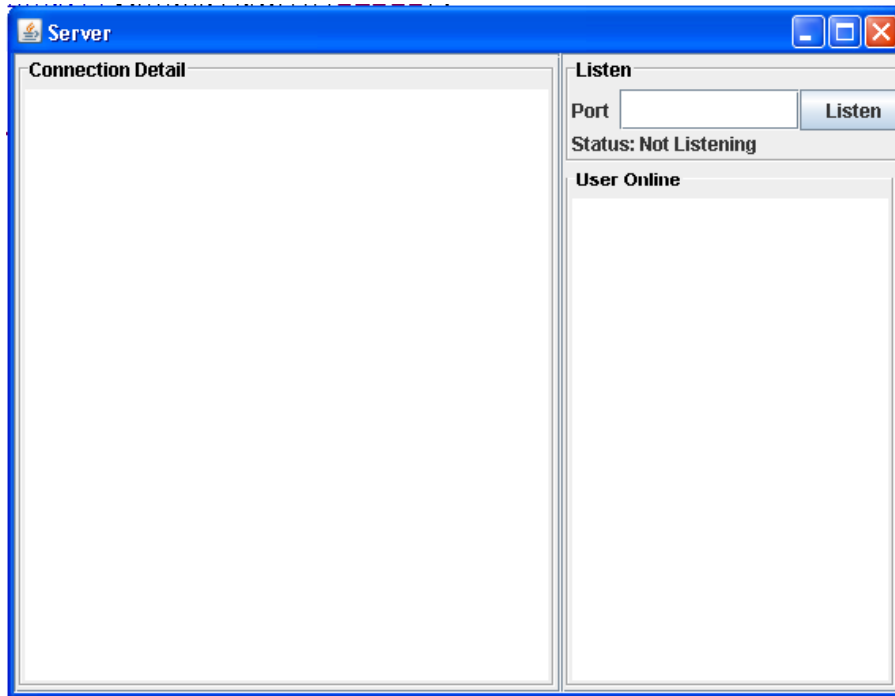 Server
Connection Detail
Listen
Port
Listen
Status: Not Listening
User Online